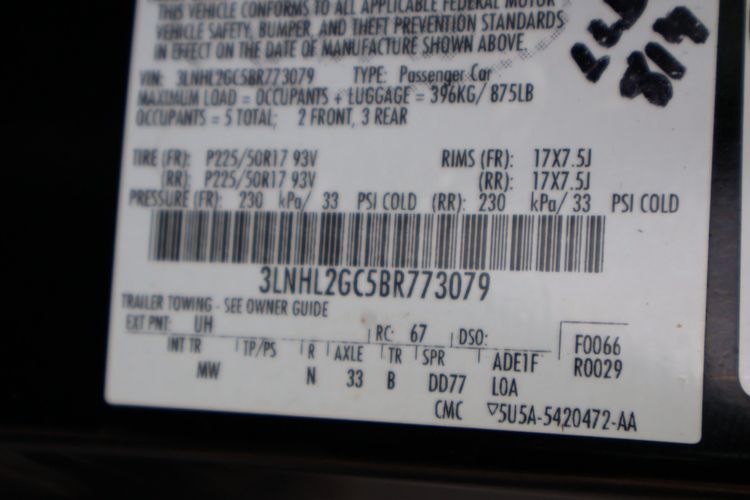 THIS VEHICLE CONFORMS TO ALL APPLICABLE FEDERAL MOTOR
VEHICLE SAFETY, BUMPER, AND THEFT PREVENTION STANDARDS
IN EFFECT ON THE DATE OF MANUFACTURE SHOWN ABOVE.
VIN: 3LNHL2GC5BR773079 TYPE: Passenger Car
MAXIMUM LOAD = OCCUPANTS + LUGGAGE = 396KG/ 875LB
OCCUPANTS = 5 TOTAL; 2 FRONT, 3 REAR
TIRE (FR): P225/50R17 93V RIMS (FR): 17X7.5J
(RR): P225/50R17 93V (RR): 17X7.5J
PRESSURE (FR): 230 kPa/ 33 PSI COLD (RR): 230 kPa/ 33 PSI COLD
3LNHL2GC5BR773079
TRAILER TOWING - SEE OWNER GUIDE
EXT PNT: UH RC: 67 DSO: F0066
INT TR TP/PS R AXLE TR SPR ADE1F R0029
MW N 33 B DD77 LOA
CMC ▽5U5A-5420472-AA